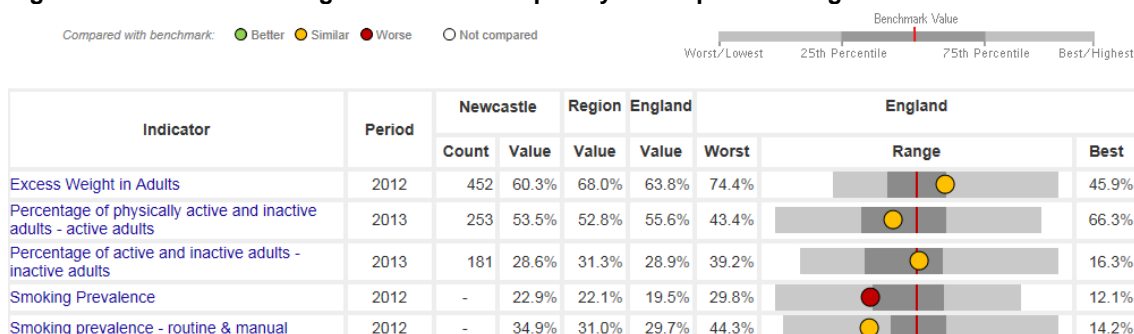 Compared with benchmark: Better Similar Worse Not compared
Benchmark Value
Worst/Lowest 25th Percentile 75th Percentile Best/Highest
Indicator Period Newcastle Region England England
Count Value Value Value Worst Range Best
Excess Weight in Adults 2012 452 60.3% 68.0% 63.8% 74.4% 45.9%
Percentage of physically active and inactive
adults - active adults 2013 253 53.5% 52.8% 55.6% 43.4% 66.3%
Percentage of active and inactive adults -
inactive adults 2013 181 28.6% 31.3% 28.9% 39.2% 16.3%
Smoking Prevalence 2012 - 22.9% 22.1% 19.5% 29.8% 12.1%
Smoking prevalence - routine & manual 2012 - 34.9% 31.0% 29.7% 44.3% 14.2%